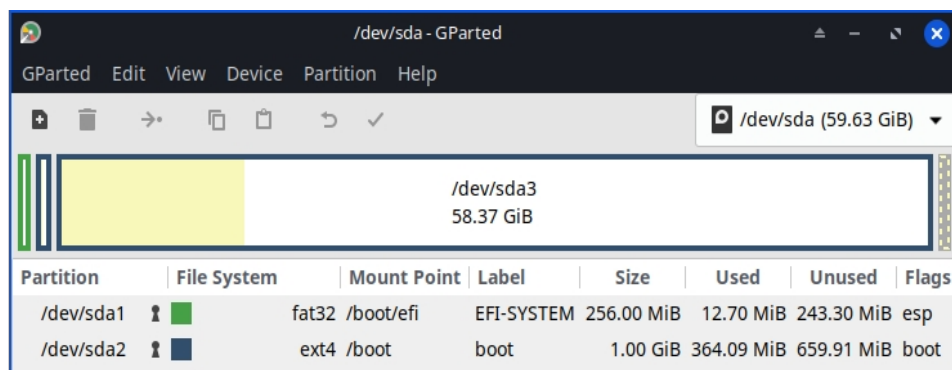 /dev/sda - GParted
GParted Edit View Device Partition Help
/dev/sda (59.63 GiB)
/dev/sda3
58.37 GiB
Partition File System Mount Point Label Size Used Unused Flags
/dev/sda1 fat32 /boot/efi EFI-SYSTEM 256.00 MiB 12.70 MiB 243.30 MiB esp
/dev/sda2 ext4 /boot boot 1.00 GiB 364.09 MiB 659.91 MiB boot